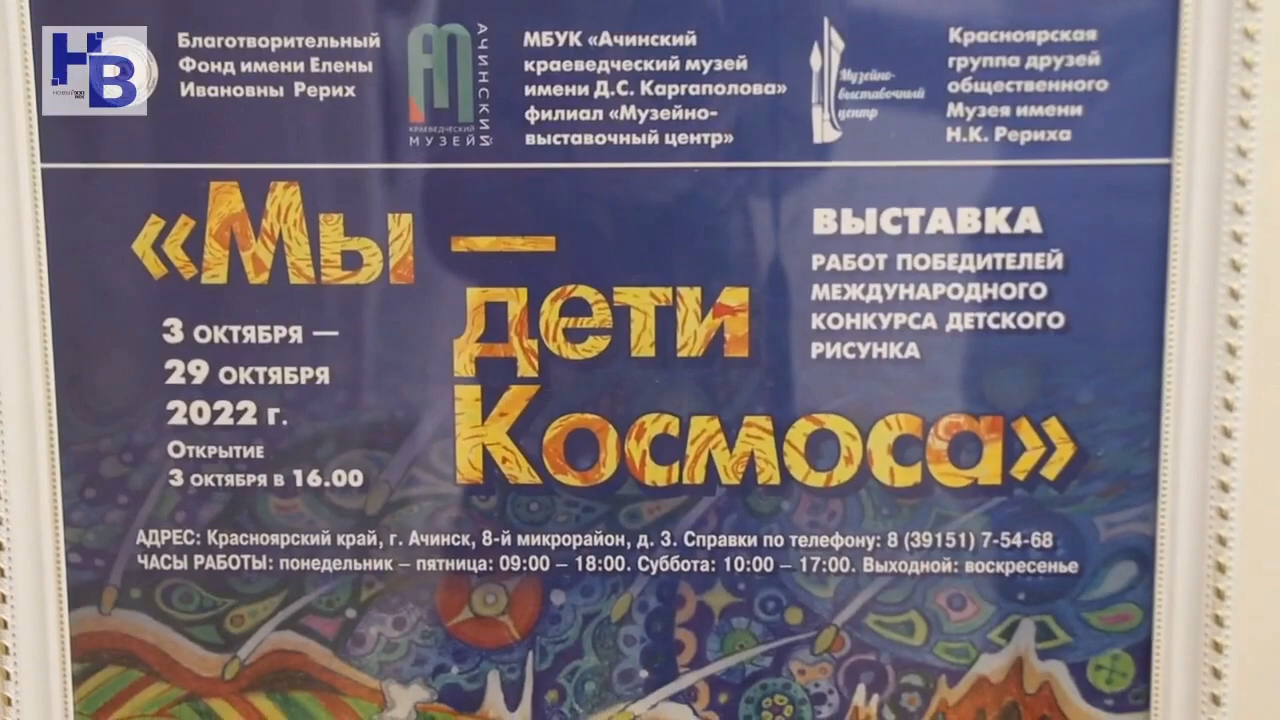 НВ
НОВЫЙ ВЕК
Благотворительный
Фонд имени Елены
Ивановны Рерих
АМ
АЧИНСКИЙ
КРАЕВЕДЧЕСКИЙ
МУЗЕЙ
МБУК «Ачинский
краеведческий музей
имени Д.С. Каргаполова»
филиал «Музейно-
выставочный центр»
Музейно-
выставочный
центр
Красноярская
группа друзей
общественного
Музея имени
Н.К. Рериха
«Мы —
дети
Космоса»
3 ОКТЯБРЯ —
29 ОКТЯБРЯ
2022 г.
Открытие
3 ОКТЯБРЯ В 16.00
ВЫСТАВКА
РАБОТ ПОБЕДИТЕЛЕЙ
МЕЖДУНАРОДНОГО
КОНКУРСА ДЕТСКОГО
РИСУНКА
АДРЕС: Красноярский край, г. Ачинск, 8-й микрорайон, д. 3. Справки по телефону: 8 (39151) 7-54-68
ЧАСЫ РАБОТЫ: понедельник – пятница: 09:00 – 18:00. Суббота: 10:00 – 17:00. Выходной: воскресенье